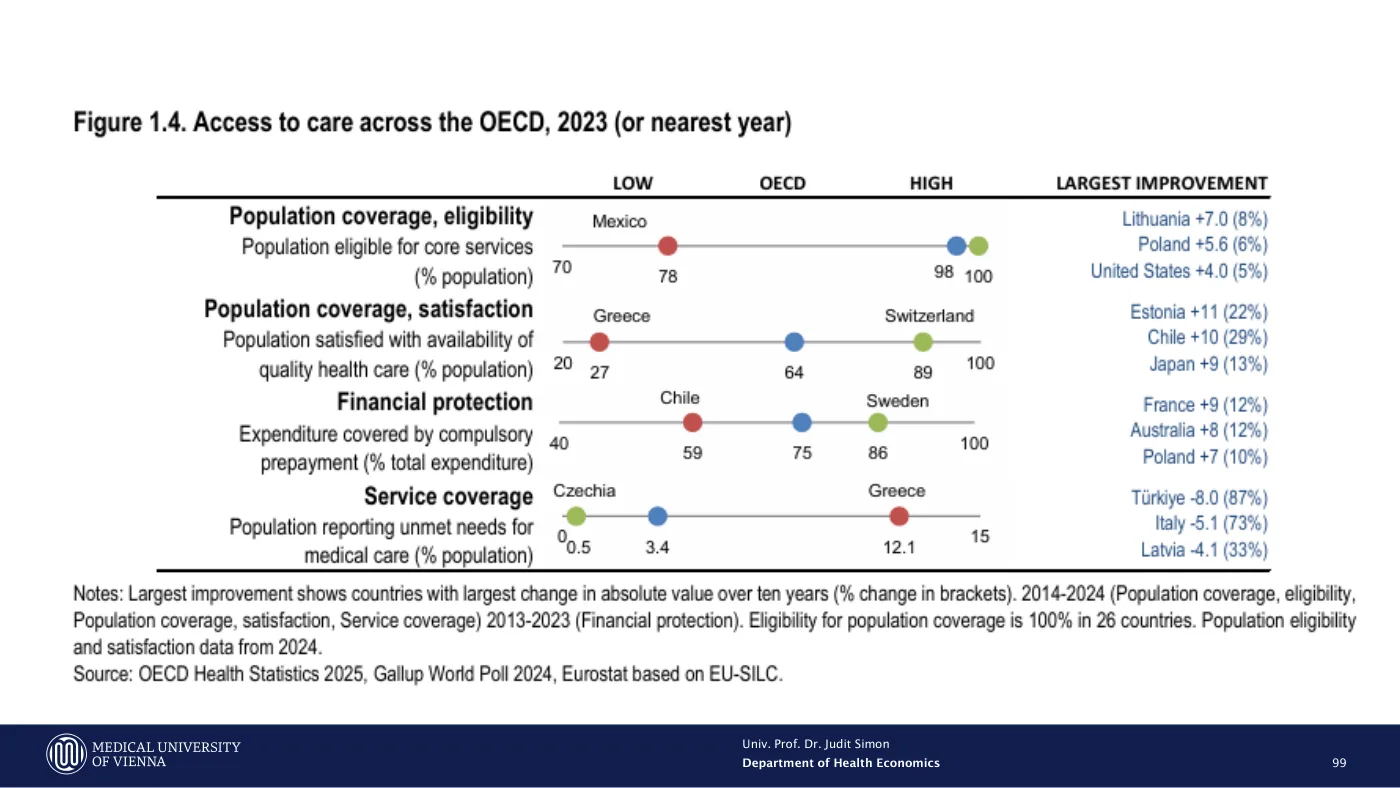 Figure 1.4. Access to care across the OECD, 2023 (or nearest year)
LOW OECD HIGH LARGEST IMPROVEMENT
Population coverage, eligibility
Population eligible for core services
(% population)
Mexico
70 78 98 100
Lithuania +7.0 (8%)
Poland +5.6 (6%)
United States +4.0 (5%)
Population coverage, satisfaction
Population satisfied with availability of
quality health care (% population)
Greece Switzerland
20 27 64 89 100
Estonia +11 (22%)
Chile +10 (29%)
Japan +9 (13%)
Financial protection
Expenditure covered by compulsory
prepayment (% total expenditure)
Chile Sweden
40 59 75 86 100
France +9 (12%)
Australia +8 (12%)
Poland +7 (10%)
Service coverage
Population reporting unmet needs for
medical care (% population)
Czechia Greece
0 0.5 3.4 12.1 15
Türkiye -8.0 (87%)
Italy -5.1 (73%)
Latvia -4.1 (33%)
Notes: Largest improvement shows countries with largest change in absolute value over ten years (% change in brackets). 2014-2024 (Population coverage, eligibility,
Population coverage, satisfaction, Service coverage) 2013-2023 (Financial protection). Eligibility for population coverage is 100% in 26 countries. Population eligibility
and satisfaction data from 2024.
Source: OECD Health Statistics 2025, Gallup World Poll 2024, Eurostat based on EU-SILC.
MEDICAL UNIVERSITY
OF VIENNA
Univ. Prof. Dr. Judit Simon
Department of Health Economics
99